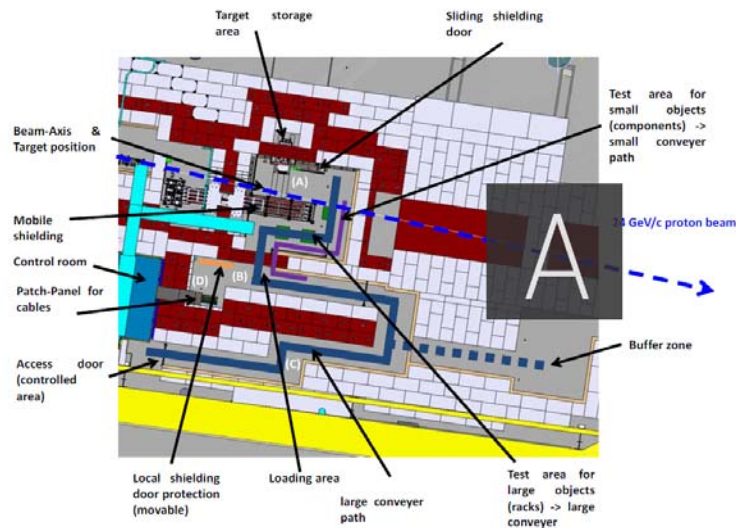 Target storage
area
Sliding shielding
door
Test area for
small objects
(components) ->
small conveyer
path
Beam-Axis &
Target position
(A)
A
24 GeV/c proton beam
Mobile
shielding
Control room
(D)
(B)
Patch-Panel for
cables
Buffer zone
Access door
(controlled
area)
(C)
Local shielding
door protection
(movable)
Loading area
large conveyer
path
Test area for
large objects
(racks) -> large
conveyer